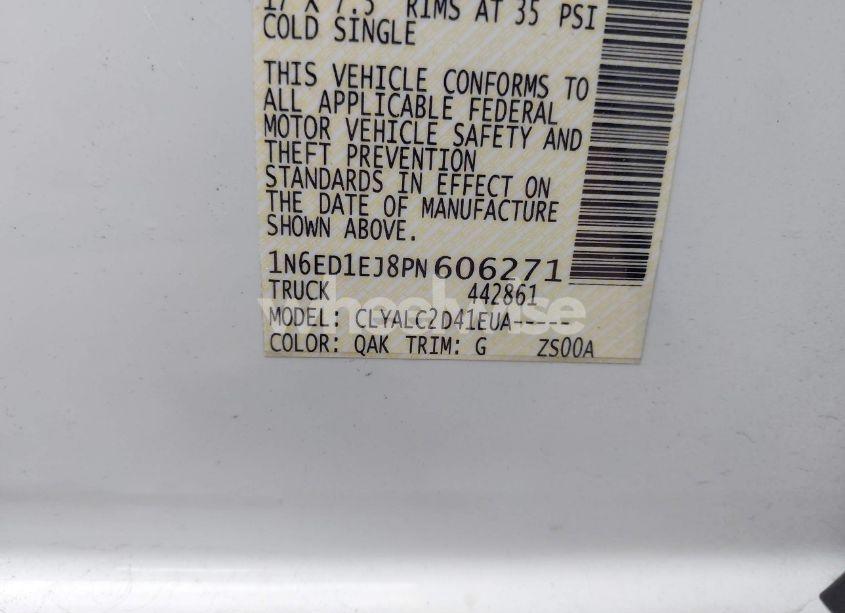 17 X 7.5 RIMS AT 35 PSI
COLD SINGLE
THIS VEHICLE CONFORMS TO
ALL APPLICABLE FEDERAL
MOTOR VEHICLE SAFETY AND
THEFT PREVENTION
STANDARDS IN EFFECT ON
THE DATE OF MANUFACTURE
SHOWN ABOVE.
1N6ED1EJ8PN606271
TRUCK 442861
wheelwise
MODEL: CLYALC2D41EUA-----
COLOR: QAK TRIM: G ZS00A